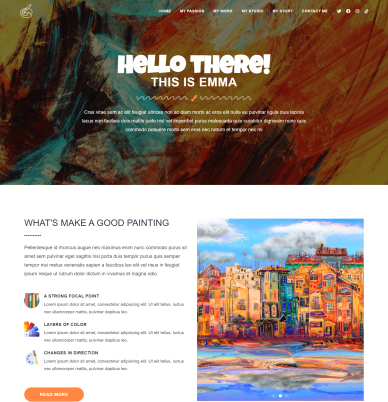 HOME MY PASSION MY WORK MY STUDIO MY STORY CONTACT ME
Hello There!
THIS IS EMMA
Cras vitae sem ac elit feugiat ultrices non ac diam morbi ac eros elit nulla eu pulvinar ligula duis lacinia
lacus non facilisis duis mattis justo nisl vel imperdiet purus malesuada quis curabitur dignissim nunc quis
commodo posuere morbi sem eros nec rutrum et tempor nec mi
WHAT'S MAKE A GOOD PAINTING
Pellentesque id rhoncus augue nec maximus enim nunc commodo purus sit
amet sem pulvinar eget sagittis nisi porta duis turpis nunc semper tempor
tempor nisi metus venenatis sapien a faucibus leo elit vel risus in feugiat
ipsum neque ut rutrum dolor dictum in vivamus et magna odio
A STRONG FOCAL POINT
Lorem ipsum dolor sit amet, consectetur adipiscing elit. Ut elit tellus, luctus
nec ullamcorper mattis, pulvinar dapibus leo.
LAYERS OF COLOR
Lorem ipsum dolor sit amet, consectetur adipiscing elit. Ut elit tellus, luctus
nec ullamcorper mattis, pulvinar dapibus leo.
CHANGES IN DIRECTION
Lorem ipsum dolor sit amet, consectetur adipiscing elit. Ut elit tellus, luctus
nec ullamcorper mattis, pulvinar dapibus leo.
READ MORE